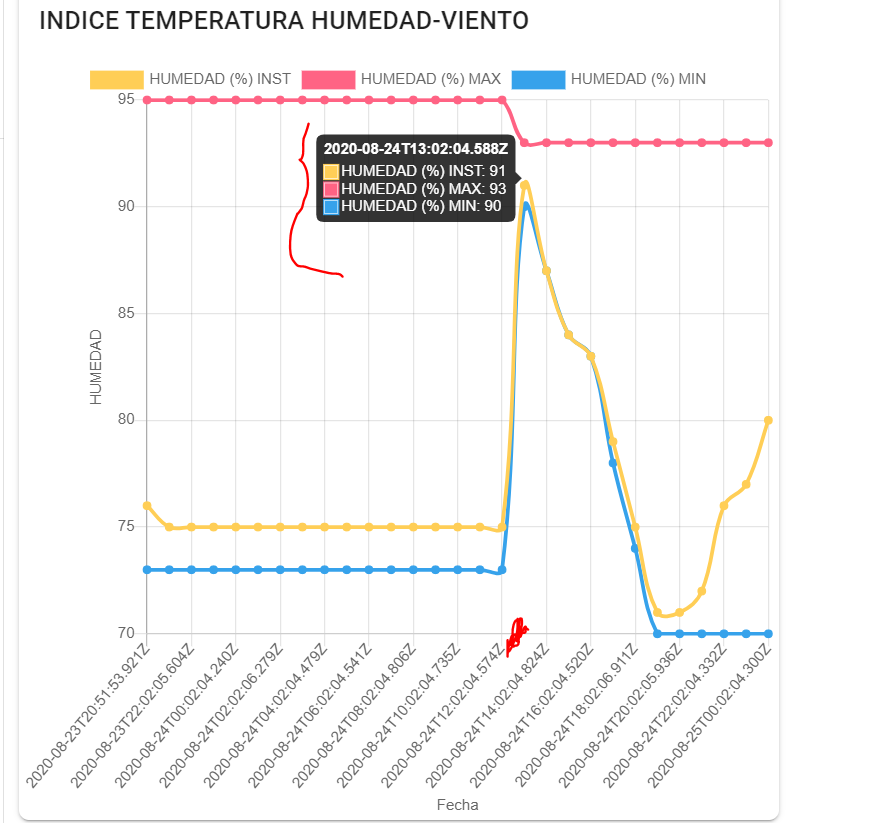 INDICE TEMPERATURA HUMEDAD-VIENTO
HUMEDAD (%) INST HUMEDAD (%) MAX HUMEDAD (%) MIN
95
90
85
80
75
70
HUMEDAD
2020-08-24T13:02:04.588Z
HUMEDAD (%) INST: 91
HUMEDAD (%) MAX: 93
HUMEDAD (%) MIN: 90
2020-08-23T20:51:53.921Z
2020-08-23T22:02:05.604Z
2020-08-24T00:02:04.240Z
2020-08-24T02:02:06.279Z
2020-08-24T04:02:04.479Z
2020-08-24T06:02:04.541Z
2020-08-24T08:02:04.806Z
2020-08-24T10:02:04.735Z
2020-08-24T12:02:04.574Z
2020-08-24T14:02:04.824Z
2020-08-24T16:02:04.520Z
2020-08-24T18:02:06.911Z
2020-08-24T20:02:05.936Z
2020-08-24T22:02:04.332Z
2020-08-25T00:02:04.300Z
Fecha